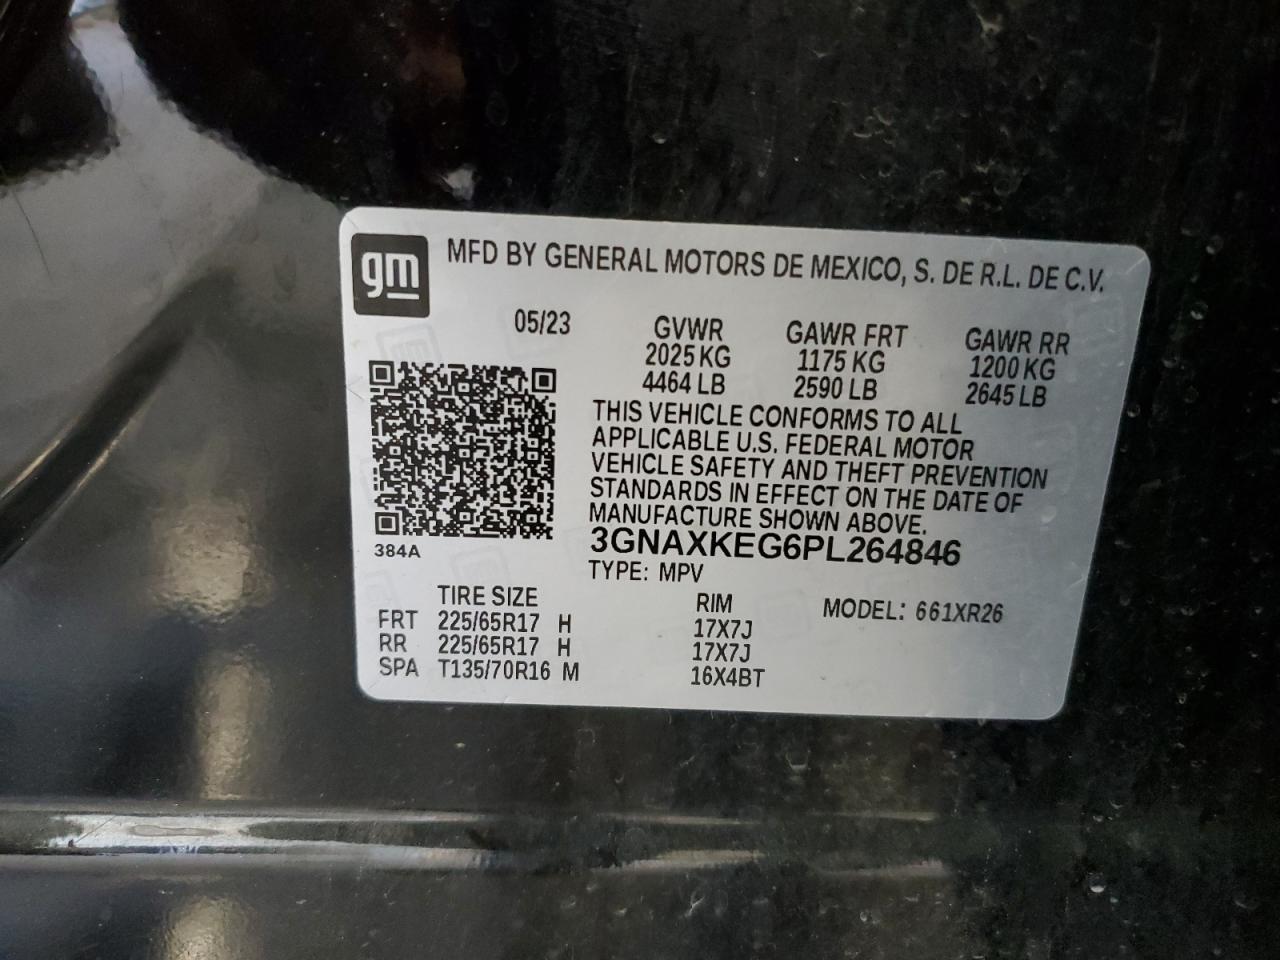 gm
MFD BY GENERAL MOTORS DE MEXICO, S. DE R.L. DE C.V.
05/23 GVWR GAWR FRT GAWR RR
2025 KG 1175 KG 1200 KG
4464 LB 2590 LB 2645 LB
THIS VEHICLE CONFORMS TO ALL
APPLICABLE U.S. FEDERAL MOTOR
VEHICLE SAFETY AND THEFT PREVENTION
STANDARDS IN EFFECT ON THE DATE OF
MANUFACTURE SHOWN ABOVE.
384A
3GNAXKEG6PL264846
TYPE: MPV
TIRE SIZE RIM MODEL: 661XR26
FRT 225/65R17 H 17X7J
RR 225/65R17 H 17X7J
SPA T135/70R16 M 16X4BT